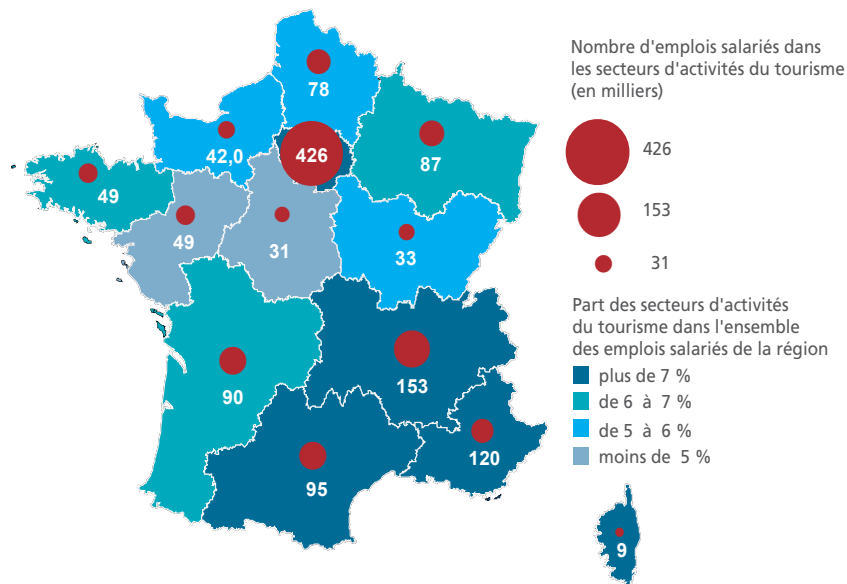 Nombre d'emplois salariés dans
les secteurs d'activités du tourisme
(en milliers)
426
153
31
Part des secteurs d'activités
du tourisme dans l'ensemble
des emplois salariés de la région
plus de 7 %
de 6 à 7 %
de 5 à 6 %
moins de 5 %
78
42,0
426
87
49
49
31
33
90
153
95
120
9